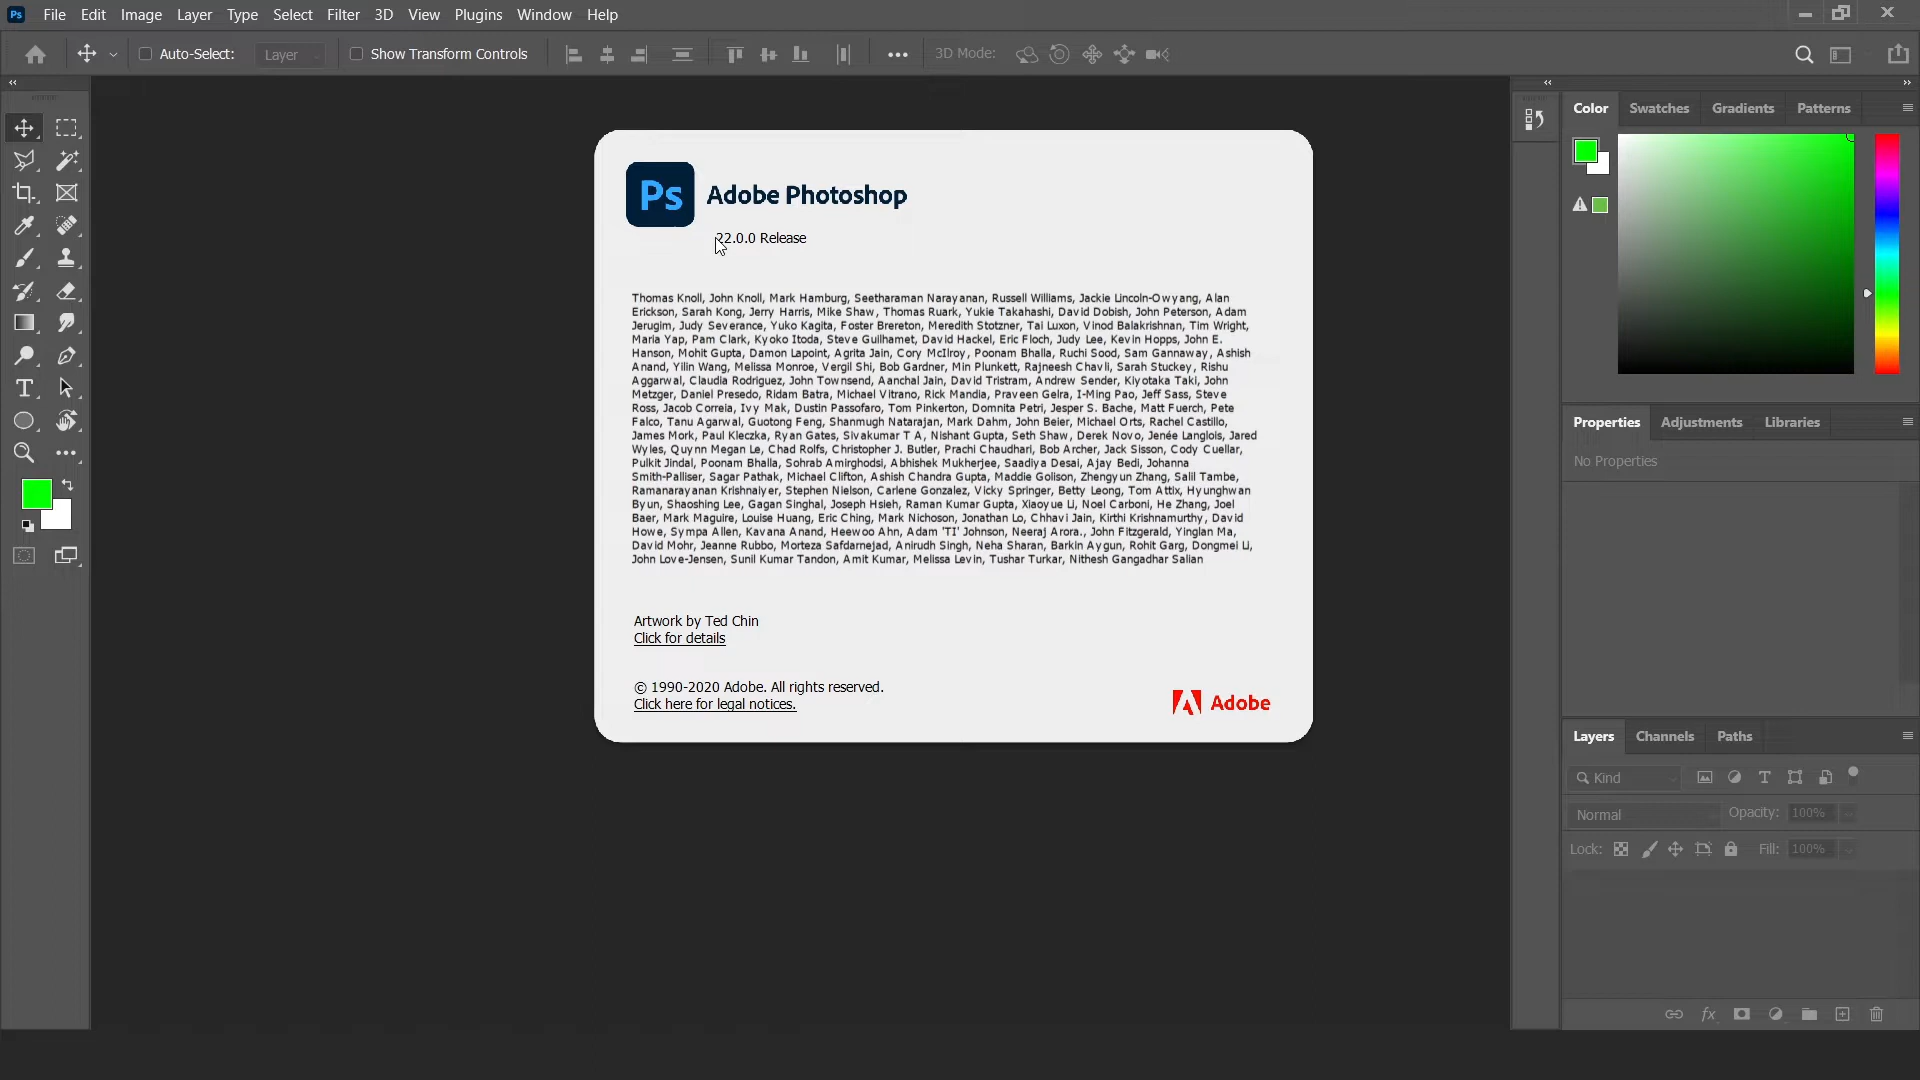 Ps File Edit Image Layer Type Select Filter 3D View Plugins Window Help
Auto-Select: Layer Show Transform Controls 3D Mode:
Color Swatches Gradients Patterns
Ps Adobe Photoshop
22.0.0 Release
Thomas Knoll, John Knoll, Mark Hamburg, Seetharaman Narayanan, Russell Williams, Jackie Lincoln-Owyang, Alan
Erickson, Sarah Kong, Jerry Harris, Mike Shaw, Thomas Ruark, Yukie Takahashi, David Dobish, John Peterson, Adam
Jerugim, Judy Severance, Yuko Kagita, Foster Brereton, Meredith Stotzner, Tai Luxon, Vinod Balakrishnan, Tim Wright,
Maria Yap, Pam Clark, Kyoko Itoda, Steve Guilhamet, David Hackel, Eric Floch, Judy Lee, Kevin Hopps, John E.
Hanson, Mohit Gupta, Damon Lapoint, Agrita Jain, Cory McIlroy, Poonam Bhalla, Ruchi Sood, Sam Gannaway, Ashish
Anand, Yilin Wang, Melissa Monroe, Vergil Shi, Bob Gardner, Min Plunkett, Rajneesh Chavli, Sarah Stuckey, Rishu
Aggarwal, Claudia Rodriguez, John Townsend, Aanchal Jain, David Tristram, Andrew Sender, Kiyotaka Taki, John
Metzger, Daniel Presedo, Ridam Batra, Michael Vitrano, Rick Mandia, Praveen Gelra, I-Ming Pao, Jeff Sass, Steve
Ross, Jacob Correia, Ivy Mak, Dustin Passofaro, Tom Pinkerton, Domnita Petri, Jesper S. Bache, Matt Fuerch, Pete
Falco, Tanu Agarwal, Guotong Feng, Shanmugh Natarajan, Mark Dahm, John Beier, Michael Orts, Rachel Castillo,
James Mork, Paul Kleczka, Ryan Gates, Sivakumar T A, Nishant Gupta, Seth Shaw, Derek Novo, Jenée Langlois, Jared
Wyles, Quynn Megan Le, Chad Rolfs, Christopher J. Butler, Prachi Chaudhari, Bob Archer, Jack Sisson, Cody Cuellar,
Pulkit Jindal, Poonam Bhalla, Sohrab Amirghodsi, Abhishek Mukherjee, Saadiya Desai, Ajay Bedi, Johanna
Smith-Palliser, Sagar Pathak, Michael Clifton, Ashish Chandra Gupta, Maddie Golison, Zhengyun Zhang, Salil Tambe,
Ramanarayanan Krishnaiyer, Stephen Nielson, Carlene Gonzalez, Vicky Springer, Betty Leong, Tom Attix, Hyunghwan
Byun, Shaoshing Lee, Gagan Singhal, Joseph Hsieh, Raman Kumar Gupta, Xiaoyue Li, Noel Carboni, He Zhang, Joel
Baer, Mark Maguire, Louise Huang, Eric Ching, Mark Nichoson, Jonathan Lo, Chhavi Jain, Kirthi Krishnamurthy, David
Howe, Sympa Allen, Kavana Anand, Heewoo Ahn, Adam 'TJ' Johnson, Neeraj Arora., John Fitzgerald, Yinglan Ma,
David Mohr, Jeanne Rubbo, Morteza Safdarnejad, Anirudh Singh, Neha Sharan, Barkin Aygun, Rohit Garg, Dongmei Li,
John Love-Jensen, Sunil Kumar Tandon, Amit Kumar, Melissa Levin, Tushar Turkar, Nithesh Gangadhar Salian
Artwork by Ted Chin
Click for details
© 1990-2020 Adobe. All rights reserved.
Click here for legal notices.
Adobe
Properties Adjustments Libraries
No Properties
Layers Channels Paths
Kind
Normal Opacity: 100%
Lock: Fill: 100%
fx